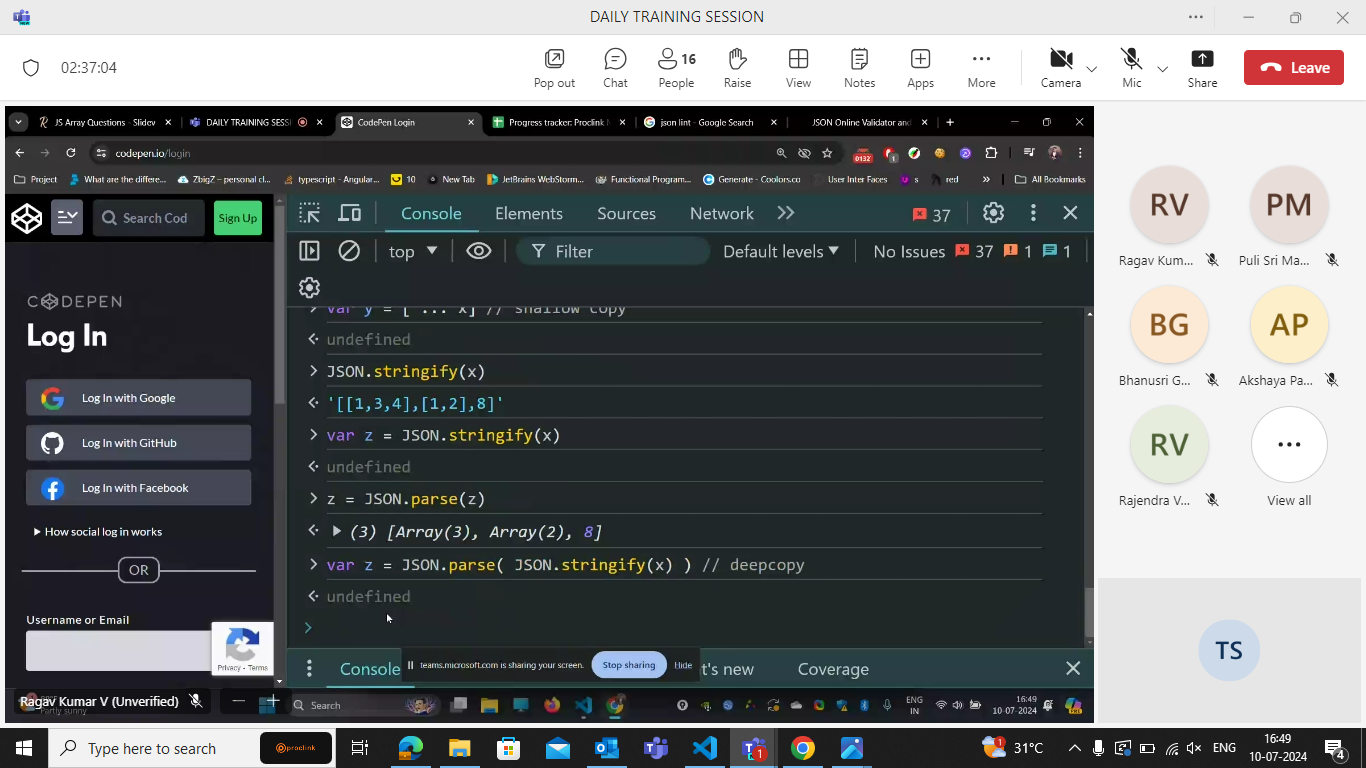 DAILY TRAINING SESSION
02:37:04
Pop out
Chat
16
People
Raise
View
Notes
Apps
More
Camera
Mic
Share
Leave
JS Array Questions - Slidev
DAILY TRAINING SESSI
CodePen Login
Progress tracker: Proclink
json lint - Google Search
JSON Online Validator and
codepen.io/login
0132
1
Project
What are the differe...
ZbigZ – personal cl...
typescript - Angular...
10
New Tab
JetBrains WebStorm...
Functional Program...
Generate - Coolors.co
User Inter Faces
s
red
All Bookmarks
Search Cod
Sign Up
Console
Elements
Sources
Network
37
top
Filter
Default levels
No Issues
37
1
1
CODEPEN
Log In
Log In with Google
Log In with GitHub
Log In with Facebook
How social log in works
OR
Username or Email
Privacy - Terms
var y = [ ... x] // shallow copy
undefined
JSON.stringify(x)
'[[1,3,4],[1,2],8]'
var z = JSON.stringify(x)
undefined
z = JSON.parse(z)
(3) [Array(3), Array(2), 8]
var z = JSON.parse( JSON.stringify(x) ) // deepcopy
undefined
Console
teams.microsoft.com is sharing your screen.
Stop sharing
Hide
t's new
Coverage
Ragav Kumar V (Unverified)
Partly sunny
Search
ENG
IN
16:49
10-07-2024
RV
Ragav Kum...
PM
Puli Sri Ma...
BG
Bhanusri G...
AP
Akshaya Pa...
RV
Rajendra V...
View all
TS
Type here to search
proclink
1
1
31°C
ENG
16:49
10-07-2024
4